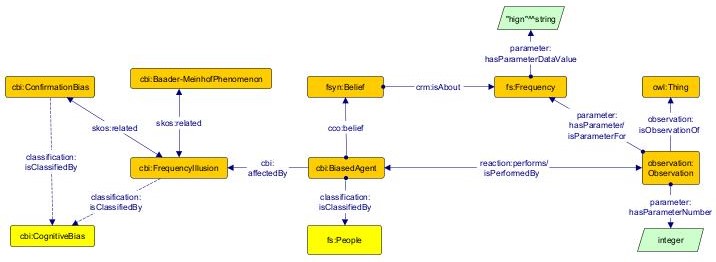 "hign"^^string
parameter:
hasParameterDataValue
cbi:ConfirmationBias
cbi:Baader-MeinhofPhenomenon
fsyn:Belief
crm:isAbout
fs:Frequency
owl:Thing
skos:related
skos:related
cco:belief
parameter:
hasParameter/
isParameterFor
observation:
isObservationOf
classification:
isClassifiedBy
cbi:FrequencyIllusion
cbi:
affectedBy
cbi:BiasedAgent
reaction:performs/
isPerformedBy
observation:
Observation
classification:
isClassifiedBy
classification:
isClassifiedBy
parameter:
hasParameterNumber
cbi:CognitiveBias
fs:People
integer